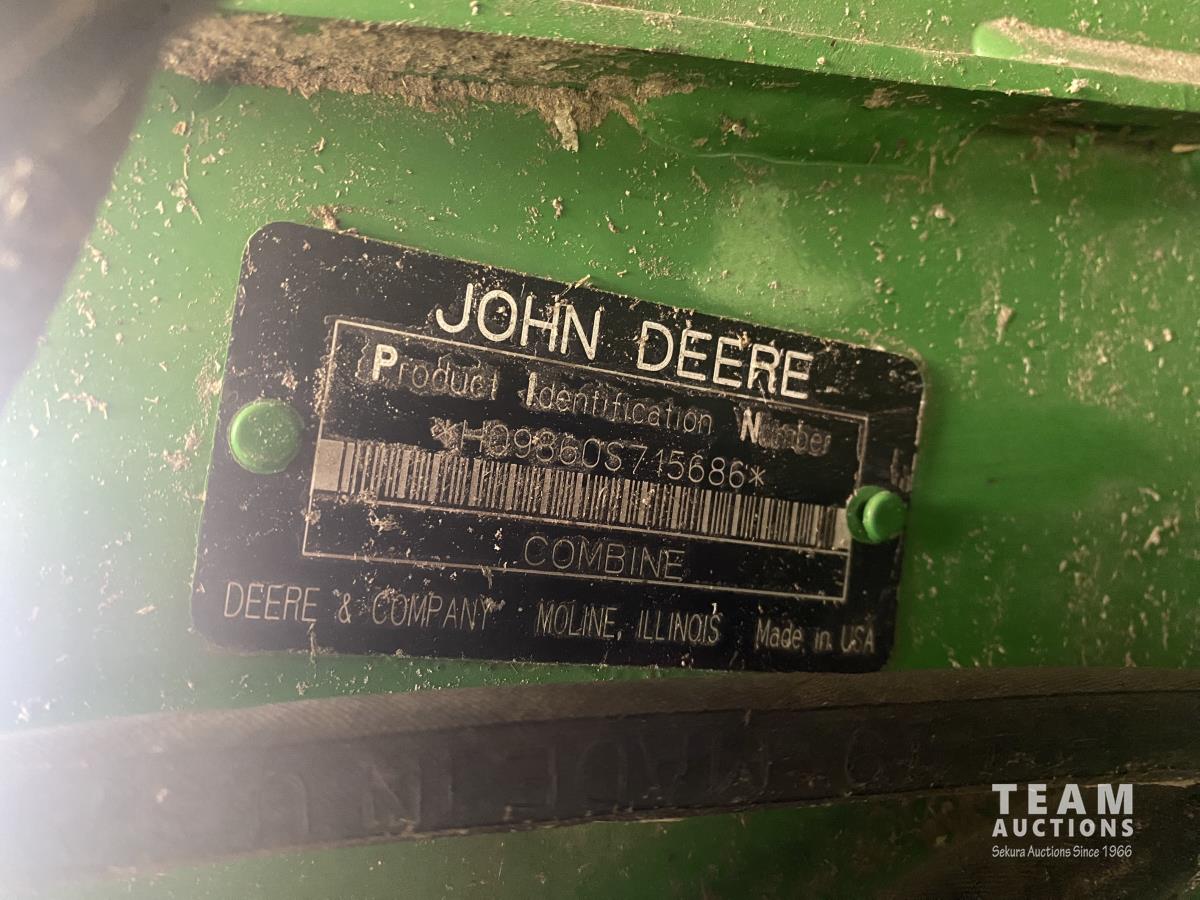 JOHN DEERE
Product Identification Number
*H09860S715686*
COMBINE
DEERE & COMPANY MOLINE, ILLINOIS Made in USA
TEAM
AUCTIONS
Sekura Auctions Since 1966